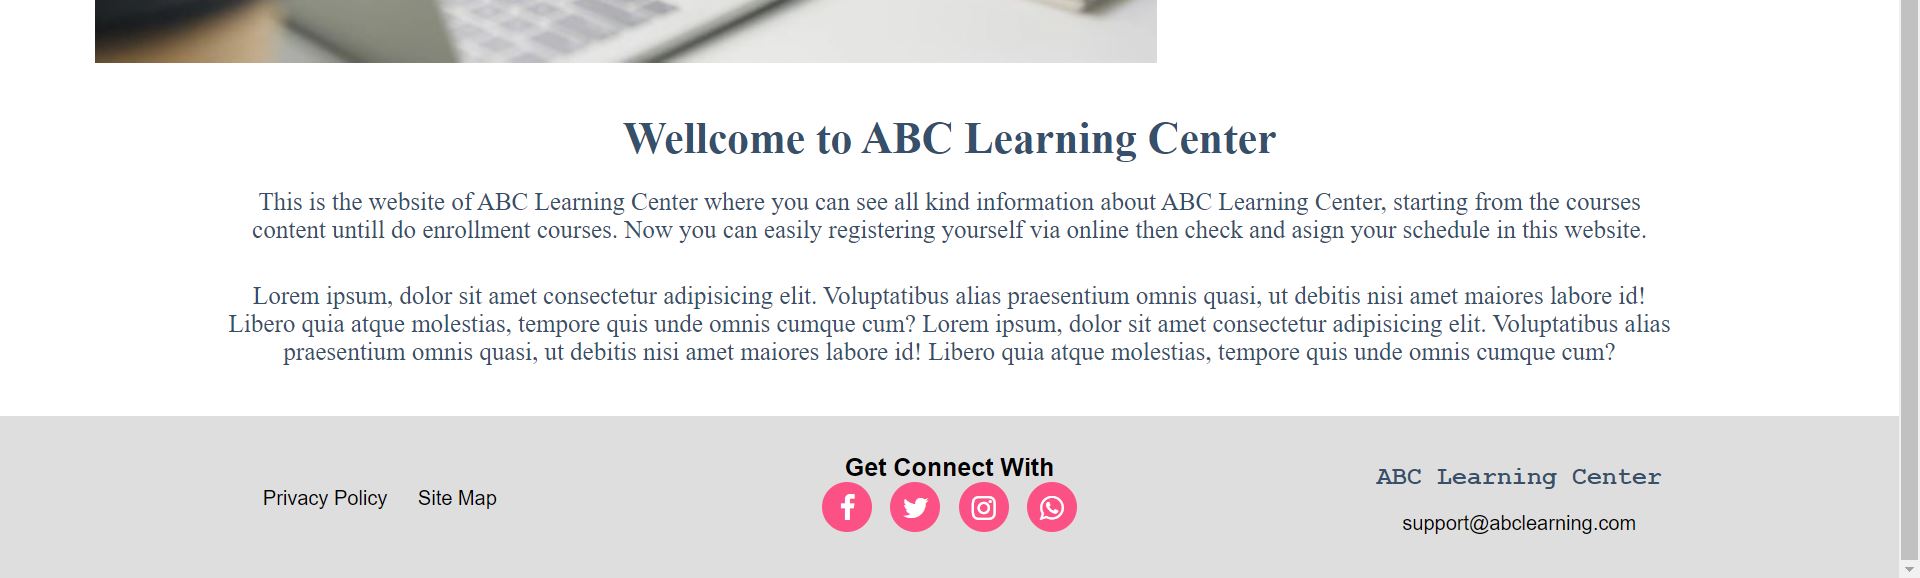 Wellcome to ABC Learning Center
This is the website of ABC Learning Center where you can see all kind information about ABC Learning Center, starting from the courses
content untill do enrollment courses. Now you can easily registering yourself via online then check and asign your schedule in this website.
Lorem ipsum, dolor sit amet consectetur adipisicing elit. Voluptatibus alias praesentium omnis quasi, ut debitis nisi amet maiores labore id!
Libero quia atque molestias, tempore quis unde omnis cumque cum? Lorem ipsum, dolor sit amet consectetur adipisicing elit. Voluptatibus alias
praesentium omnis quasi, ut debitis nisi amet maiores labore id! Libero quia atque molestias, tempore quis unde omnis cumque cum?
Privacy Policy Site Map
Get Connect With
ABC Learning Center
support@abclearning.com